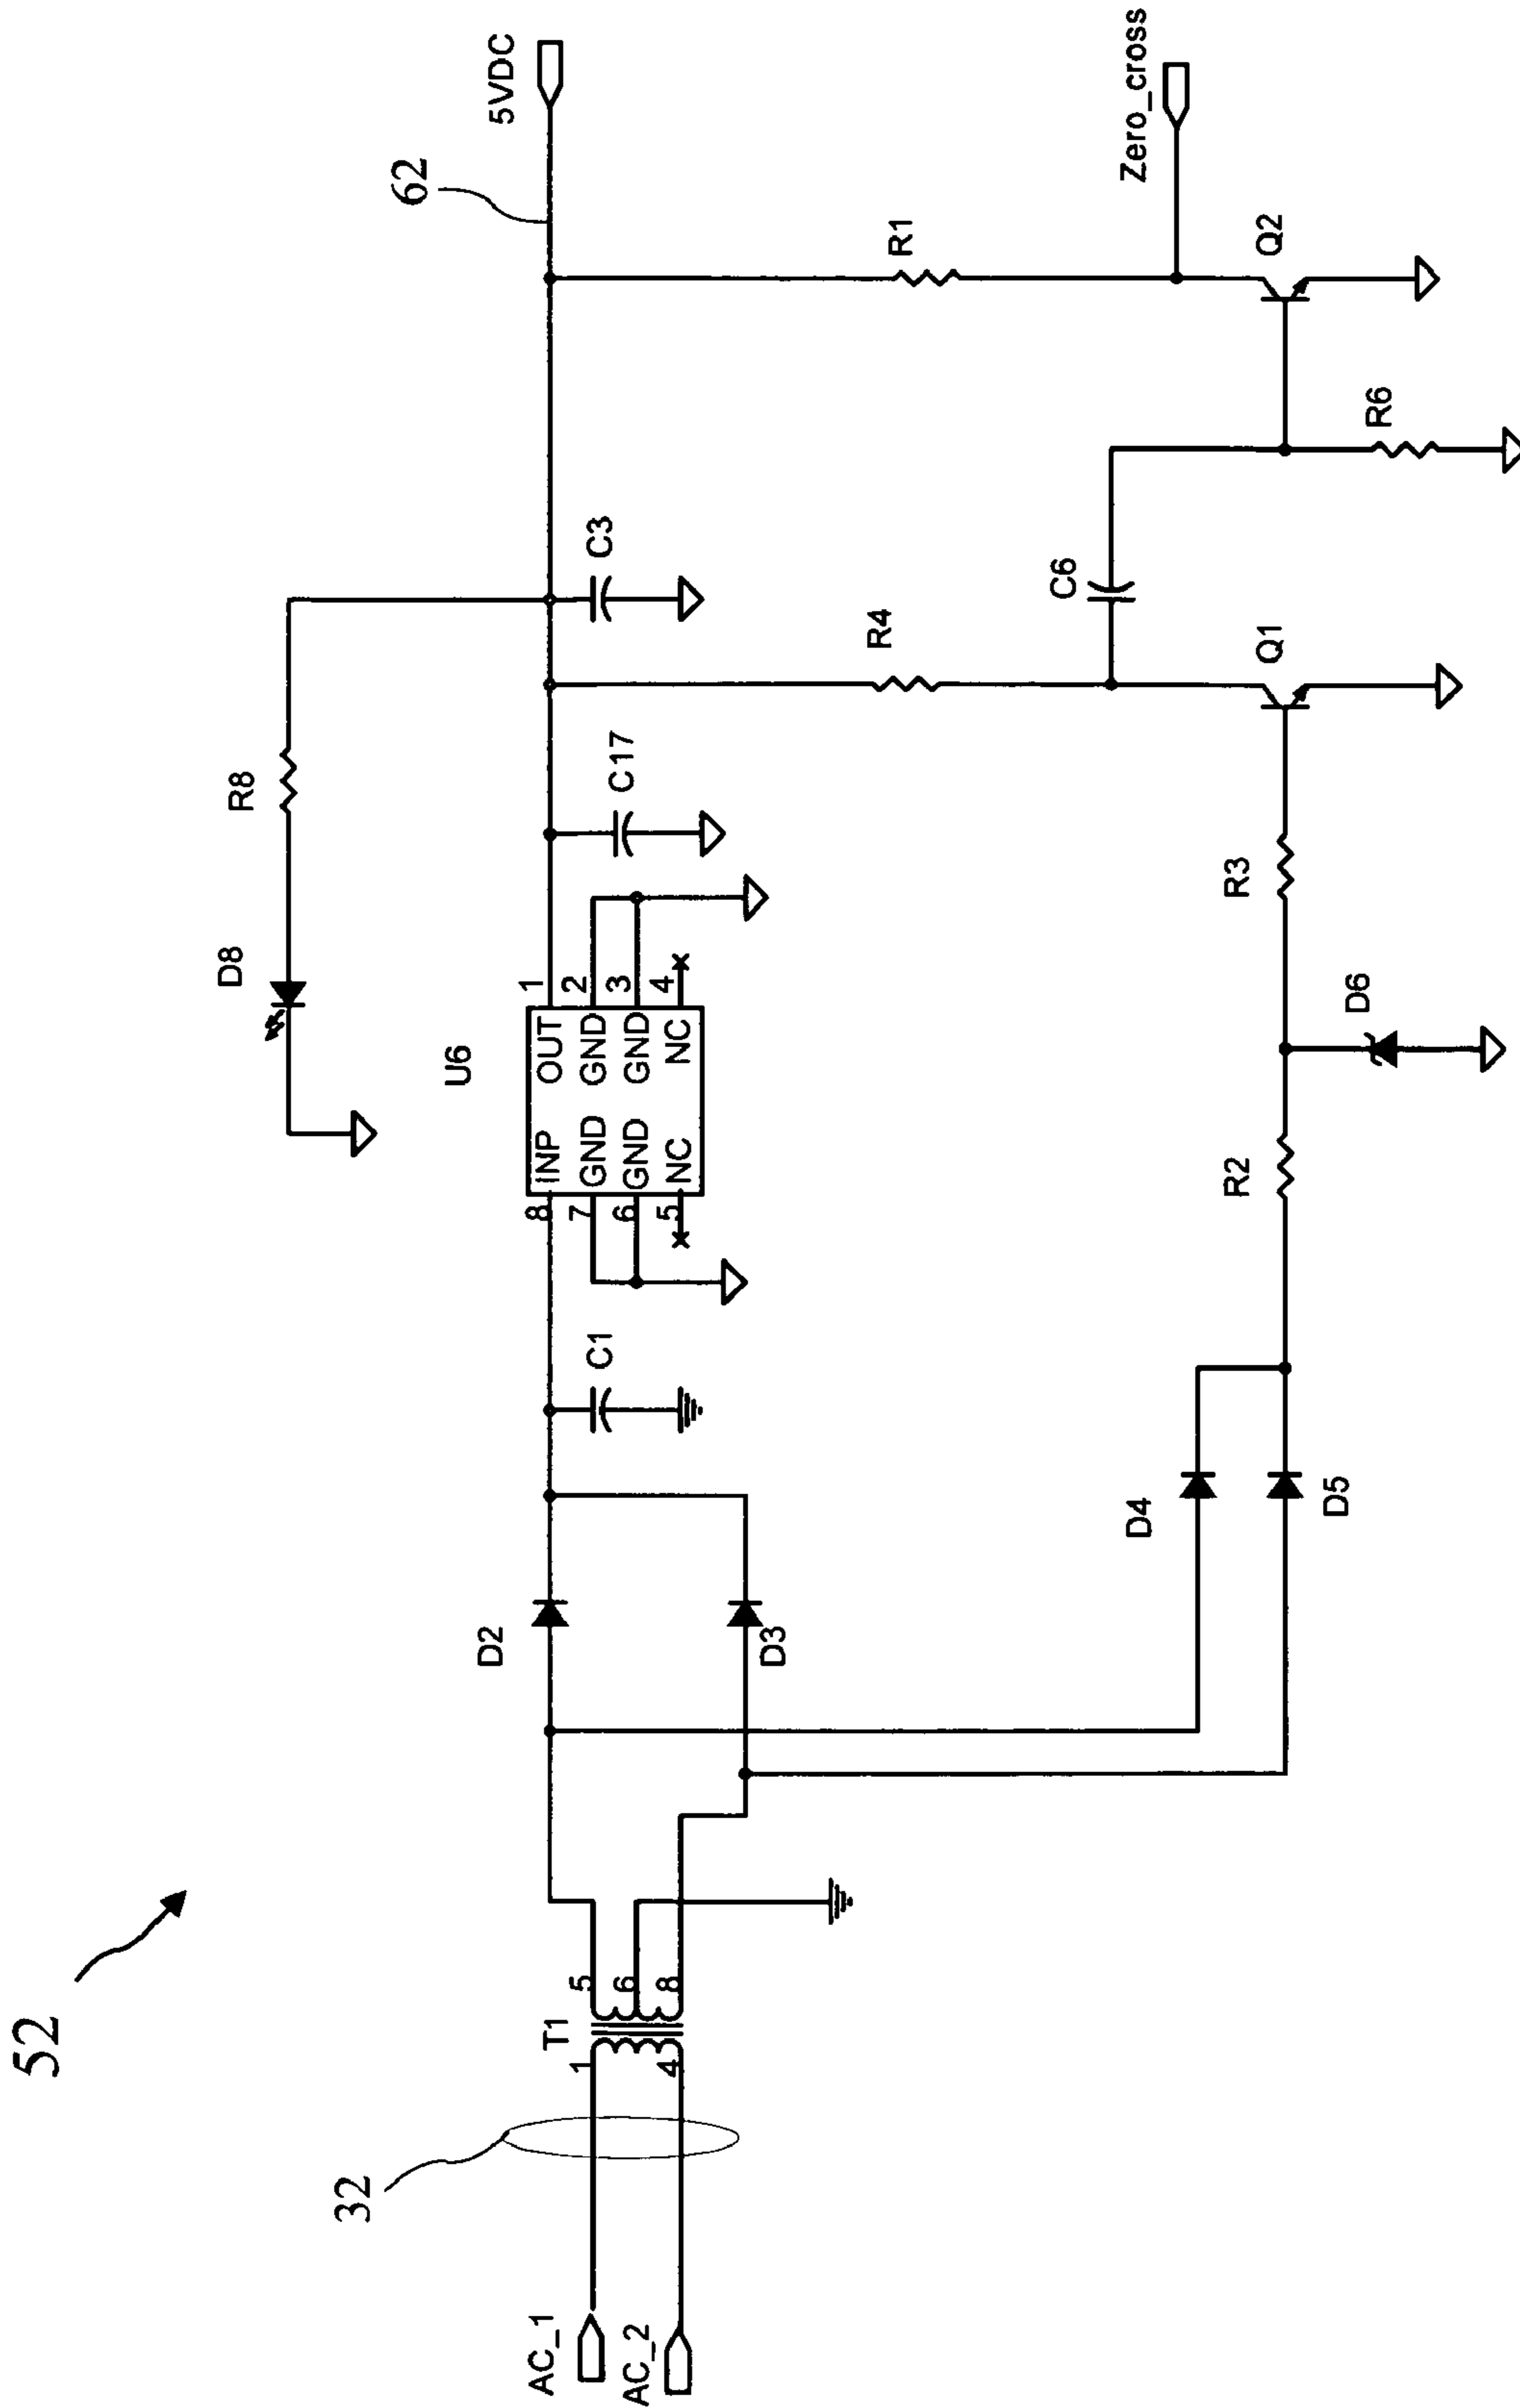 52
32
AC_1
AC_2
T1
1
4
5
6
8
D2
D3
C1
U6
8 INP OUT 1
7 GND GND 2
6 GND GND 3
5 NC NC 4
D8
R8
C17
C3
62
5VDC
D4
D5
R2
D6
R3
R4
Q1
C6
R6
R1
Q2
Zero_cross